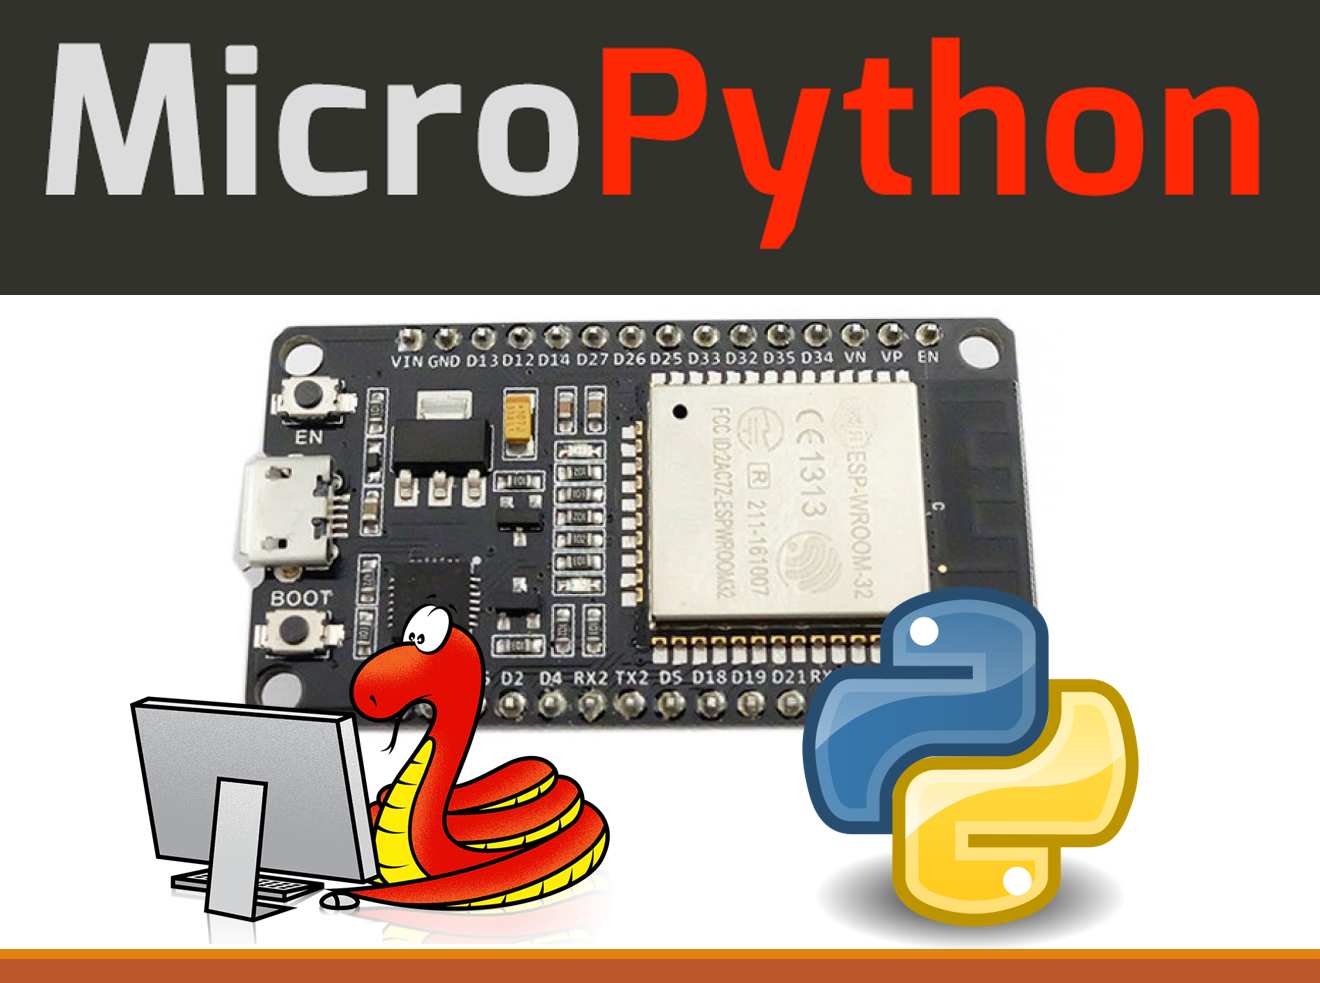 MicroPython
VIN GND D13 D12 D14 D27 D26 D25 D33 D32 D35 D34 VN VP EN
EN
BOOT
ESP-WROOM-32
CE1313
R 211-161007
FCC ID:2AC7Z-ESPWROOM32
D2 D4 RX2 TX2 D5 D18 D19 D21 RX